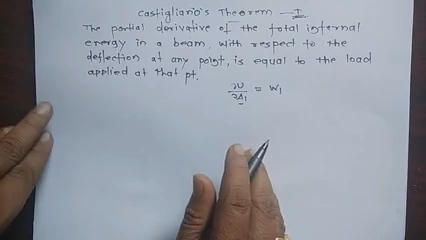 Castigliano's Theorem — I
The partial derivative of the total internal
energy in a beam, with respect to the
deflection at any point, is equal to the load
applied at that pt.
∂U/∂Δ₁ = W₁